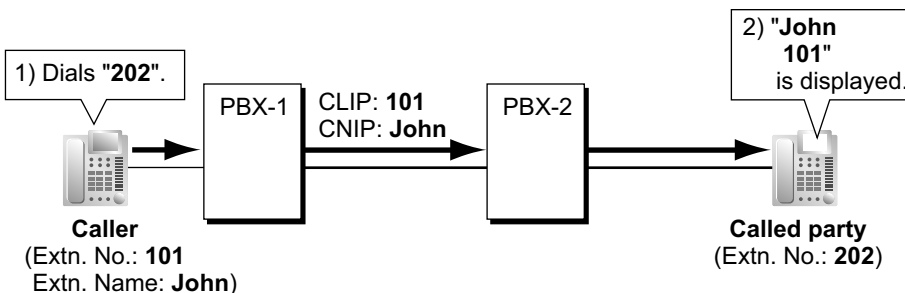 1) Dials "202".
PBX-1
CLIP: 101
CNIP: John
PBX-2
2) "John
101"
is displayed.
Caller
(Extn. No.: 101
Extn. Name: John)
Called party
(Extn. No.: 202)